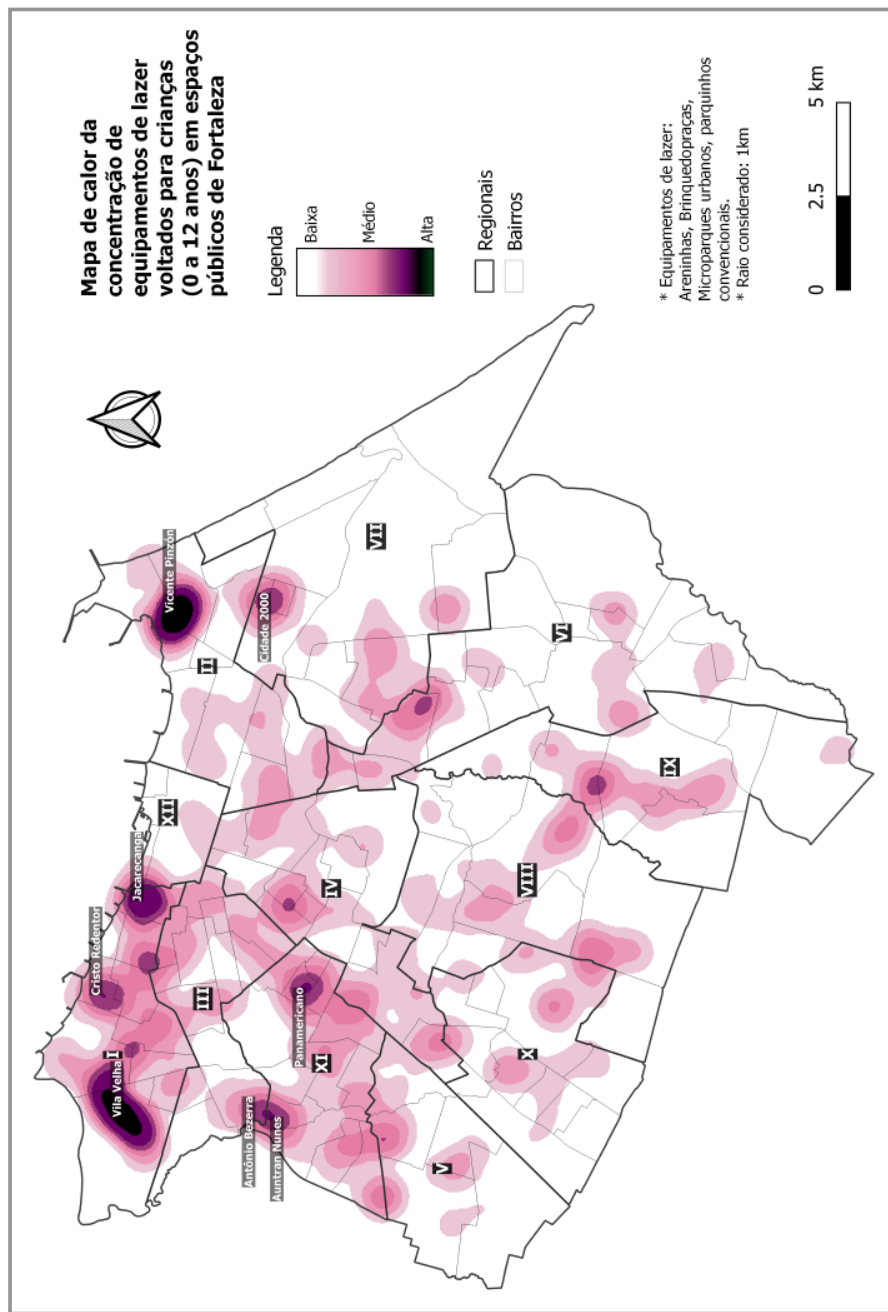 Mapa de calor da
concentração de
equipamentos de lazer
voltados para crianças
(0 a 12 anos) em espaços
públicos de Fortaleza
Legenda
Baixa
Médio
Alta
Regionais
Bairros
* Equipamentos de lazer:
Areninhas, Brinquedopraças,
Microparques urbanos, parquinhos
convencionais.
* Raio considerado: 1km
0
2.5
5 km
Vila Velha
I
Cristo Redentor
Jacarecanga
XII
II
Vicente Pinzón
Cidade 2000
III
Antônio Bezerra
Auntran Nunes
Panamericano
XI
IV
VII
V
X
VIII
VI
IX